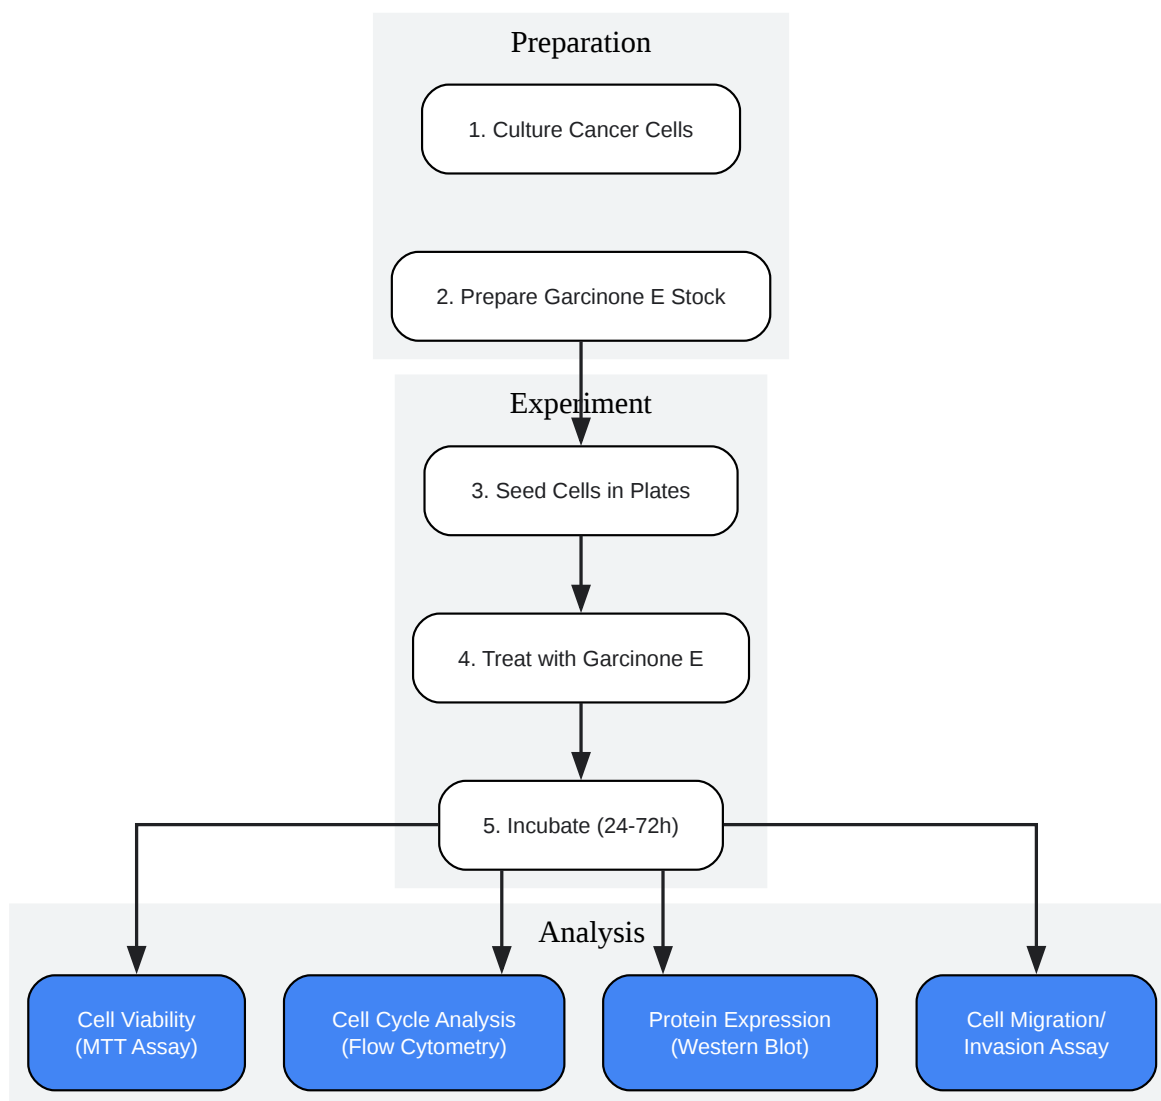 Preparation
1. Culture Cancer Cells
2. Prepare Garcinone E Stock
Experiment
3. Seed Cells in Plates
4. Treat with Garcinone E
5. Incubate (24-72h)
Analysis
Cell Viability
(MTT Assay)
Cell Cycle Analysis
(Flow Cytometry)
Protein Expression
(Western Blot)
Cell Migration/
Invasion Assay